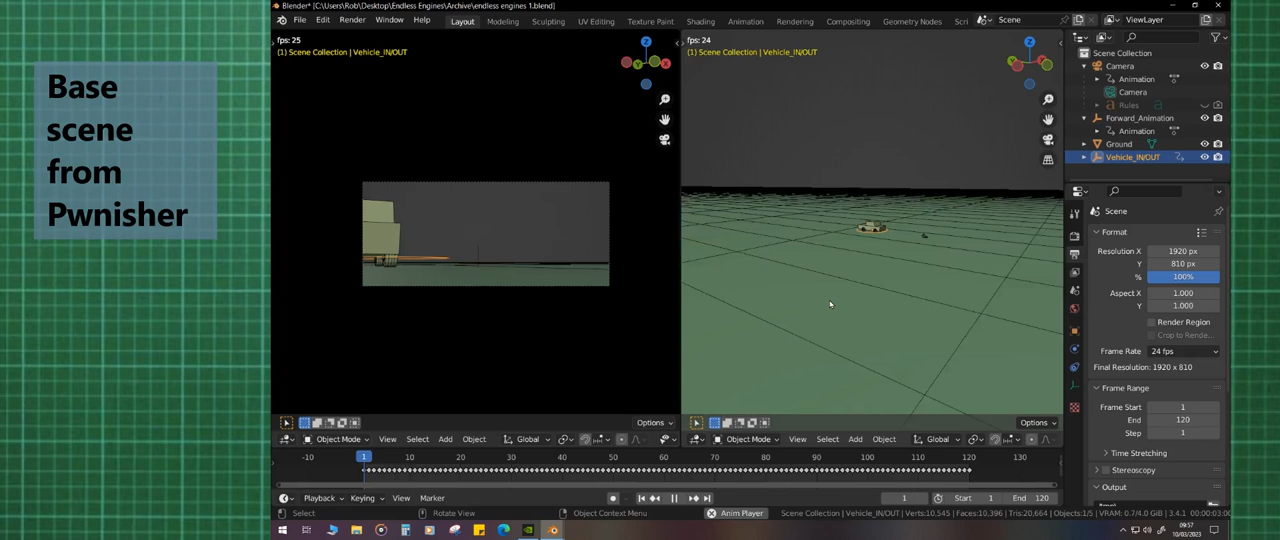 Blender* [C:\Users\Rob\Desktop\Endless Engines\Archive\endless engines 1.blend]
File Edit Render Window Help Layout Modeling Sculpting UV Editing Texture Paint Shading Animation Rendering Compositing Geometry Nodes Scri Scene ViewLayer
Base
scene
from
Pwnisher
fps: 25
(1) Scene Collection | Vehicle_IN/OUT
Options
Object Mode View Select Add Object Global
fps: 24
(1) Scene Collection | Vehicle_IN/OUT
Options
Object Mode View Select Add Object Global
Scene Collection
Camera
Animation
Camera
Rules
Forward_Animation
Animation
Ground
Vehicle_IN/OUT
Scene
Format
Resolution X 1920 px
Y 810 px
% 100%
Aspect X 1.000
Y 1.000
Render Region
Crop to Rende...
Frame Rate 24 fps
Final Resolution: 1920 x 810
Frame Range
Frame Start 1
End 120
Step 1
Time Stretching
Stereoscopy
Output
-10 1 10 20 30 40 50 60 70 80 90 100 110 120 130
Playback Keying View Marker 1 Start 1 End 120
Select Rotate View Object Context Menu Anim Player Scene Collection | Vehicle_IN/OUT | Verts:10,545 | Faces:10,396 | Tris:20,664 | Objects:1/5 | VRAM: 0.7/4.0 GiB | 3.4.1
09:57
10/03/2023